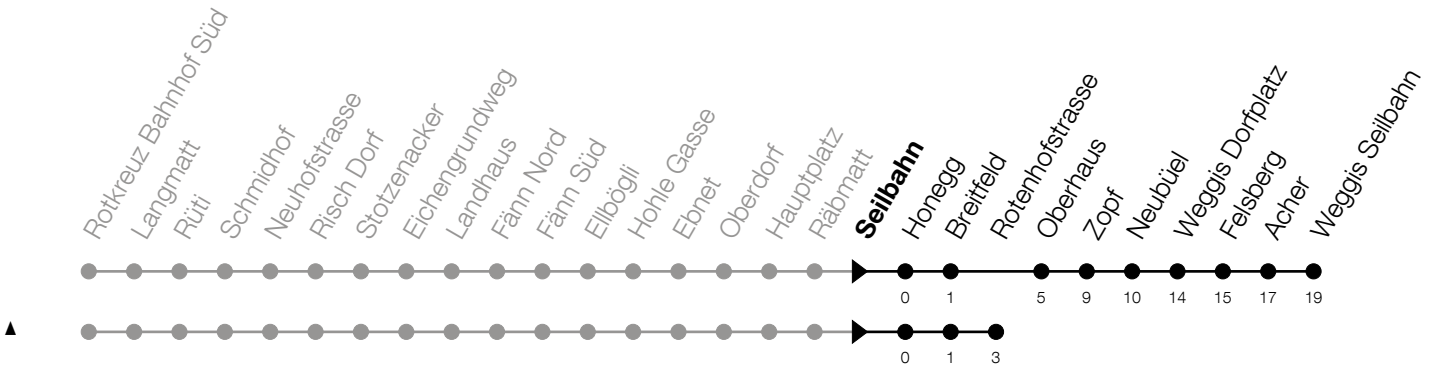 Rotkreuz Bahnhof Süd
Langmatt
Rüti
Schmidhof
Neuhofstrasse
Risch Dorf
Stotzenacker
Eichengrundweg
Landhaus
Fänn Nord
Fänn Süd
Ellbögli
Hohle Gasse
Ebnet
Oberdorf
Hauptplatz
Räbmatt
Seilbahn
Honegg
Breitfeld
Rotenhofstrasse
Oberhaus
Zopf
Neubüel
Weggis Dorfplatz
Felsberg
Acher
Weggis Seilbahn
0 1 5 9 10 14 15 17 19
0 1 3